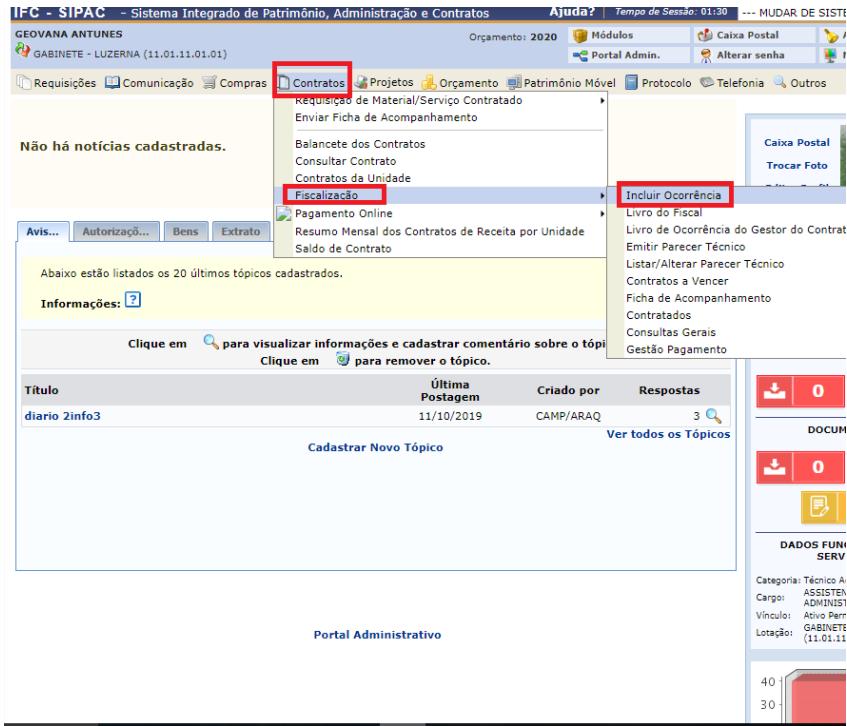 IFC - SIPAC - Sistema Integrado de Patrimônio, Administração e Contratos
Ajuda?
Tempo de Sessão: 01:30
--- MUDAR DE SISTE
GEOVANA ANTUNES
Orçamento: 2020
Módulos
Caixa Postal
GABINETE - LUZERNA (11.01.11.01.01)
Portal Admin.
Alterar senha
Requisições
Comunicação
Compras
Contratos
Projetos
Orçamento
Patrimônio Móvel
Protocolo
Telefonia
Outros
Requisição de Material/Serviço Contratado
Enviar Ficha de Acompanhamento
Balancete dos Contratos
Consultar Contrato
Contratos da Unidade
Fiscalização
Pagamento Online
Resumo Mensal dos Contratos de Receita por Unidade
Saldo de Contrato
Incluir Ocorrência
Livro do Fiscal
Livro de Ocorrência do Gestor do Contrat
Emitir Parecer Técnico
Listar/Alterar Parecer Técnico
Contratos a Vencer
Ficha de Acompanhamento
Contratados
Consultas Gerais
Gestão Pagamento
Não há notícias cadastradas.
Caixa Postal
Trocar Foto
Avis...
Autorizaçõ...
Bens
Extrato
Abaixo estão listados os 20 últimos tópicos cadastrados.
Informações: ?
Clique em para visualizar informações e cadastrar comentário sobre o tópi
Clique em para remover o tópico.
Título
Última Postagem
Criado por
Respostas
diario 2info3
11/10/2019
CAMP/ARAQ
3
Ver todos os Tópicos
Cadastrar Novo Tópico
Portal Administrativo
0
DOCUM
0
DADOS FUN
SERV
Categoria: Técnico A
Cargo: ASSISTEN
ADMINIST
Vínculo: Ativo Per
Lotação: GABINETE
(11.01.11
40
30